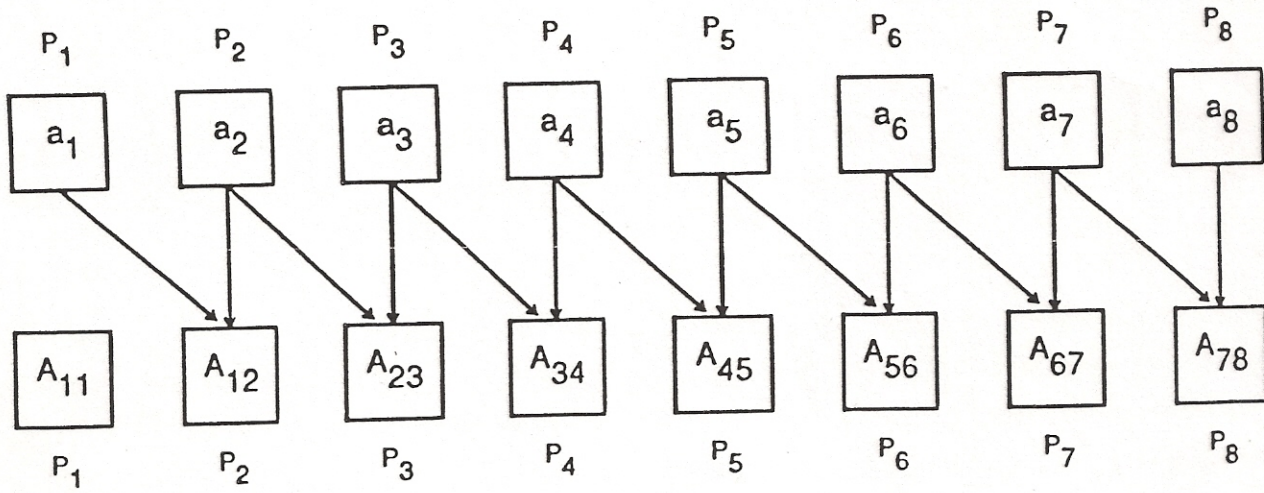 P₁ P₂ P₃ P₄ P₅ P₆ P₇ P₈
a₁ a₂ a₃ a₄ a₅ a₆ a₇ a₈
A₁₁ A₁₂ A₂₃ A₃₄ A₄₅ A₅₆ A₆₇ A₇₈
P₁ P₂ P₃ P₄ P₅ P₆ P₇ P₈